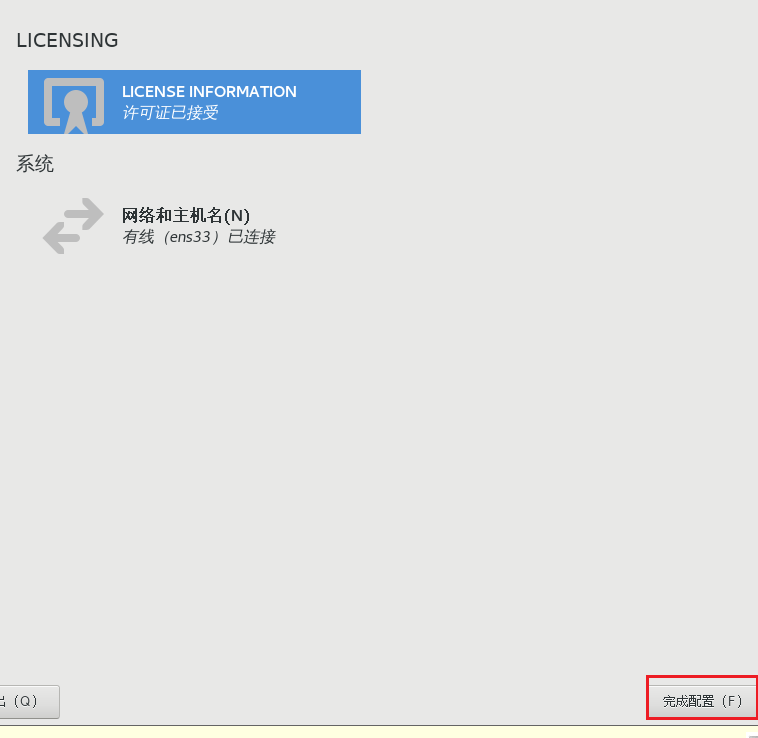 LICENSING
LICENSE INFORMATION
许可证已接受
系统
网络和主机名(N)
有线（ens33）已连接
出（Q）
完成配置（F）